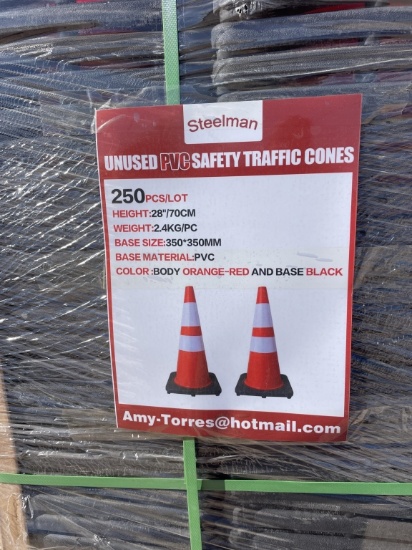 Steelman
UNUSED PVC SAFETY TRAFFIC CONES
250PCS/LOT
HEIGHT:28"/70CM
WEIGHT:2.4KG/PC
BASE SIZE:350*350MM
BASE MATERIAL:PVC
COLOR :BODY ORANGE-RED AND BASE BLACK
Amy-Torres@hotmail.com